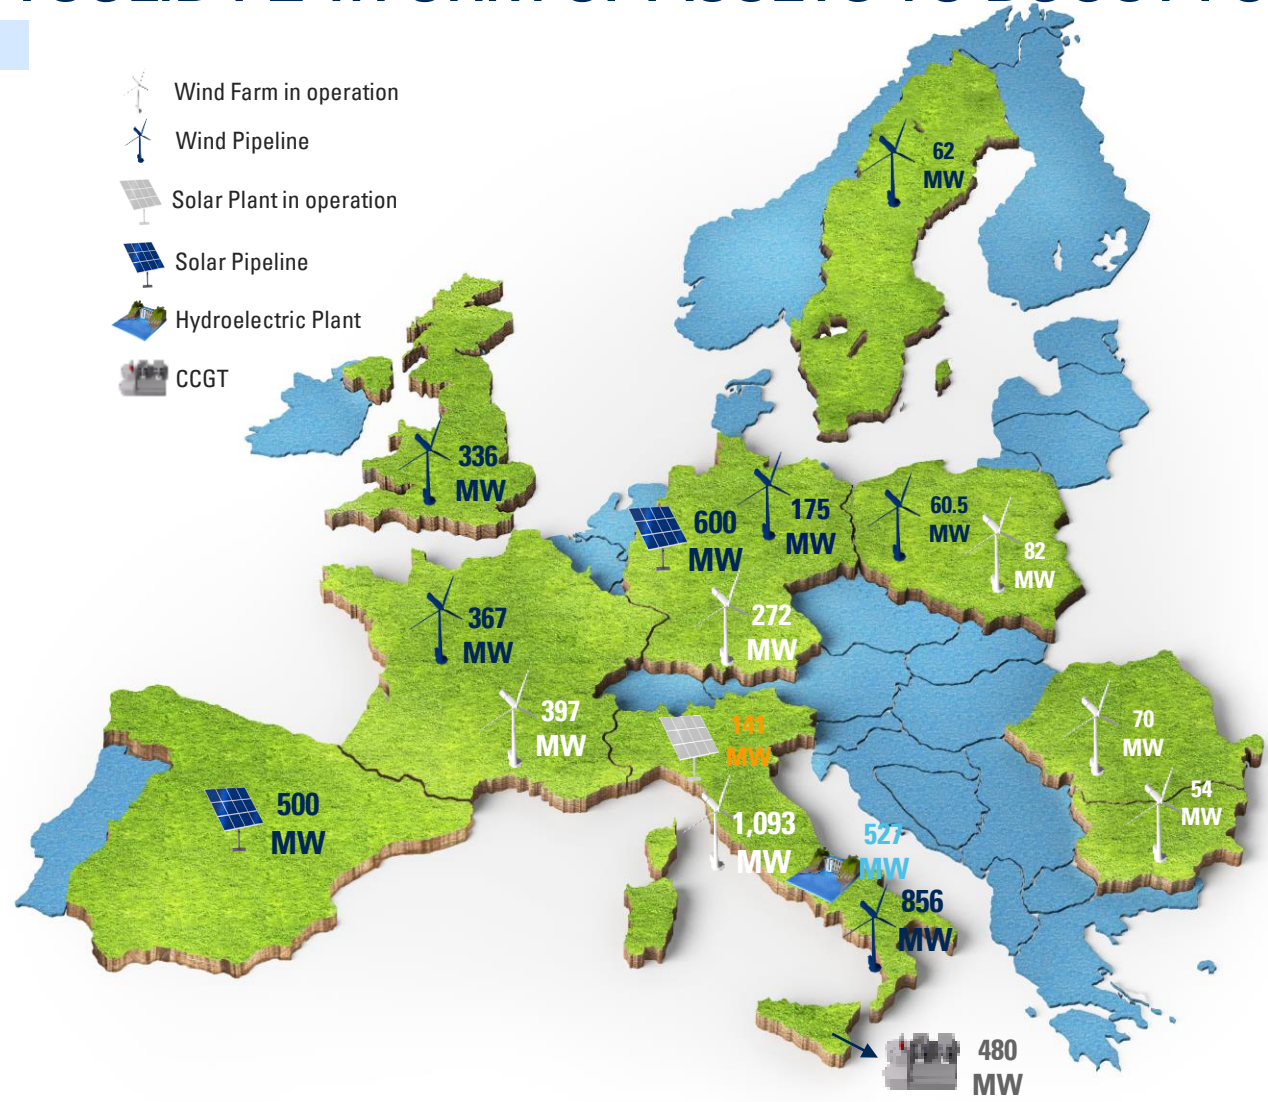 Wind Farm in operation
Wind Pipeline
Solar Plant in operation
Solar Pipeline
Hydroelectric Plant
CCGT
62
MW
336
MW
600
MW
175
MW
60.5
MW
82
MW
272
MW
367
MW
397
MW
141
MW
70
MW
54
MW
500
MW
1,093
MW
527
MW
856
MW
480
MW